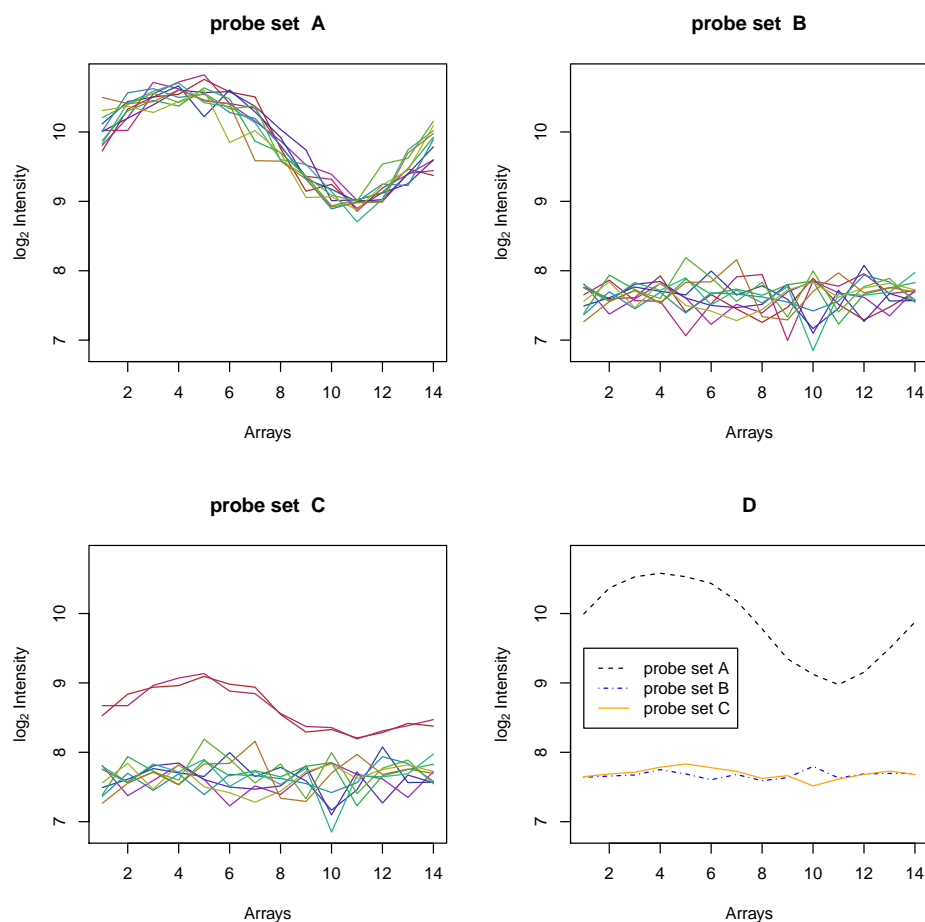 probe set A
log₂ Intensity
10
9
8
7
2 4 6 8 10 12 14
Arrays
probe set B
log₂ Intensity
10
9
8
7
2 4 6 8 10 12 14
Arrays
probe set C
log₂ Intensity
10
9
8
7
2 4 6 8 10 12 14
Arrays
D
log₂ Intensity
10
9
8
7
probe set A
probe set B
probe set C
2 4 6 8 10 12 14
Arrays